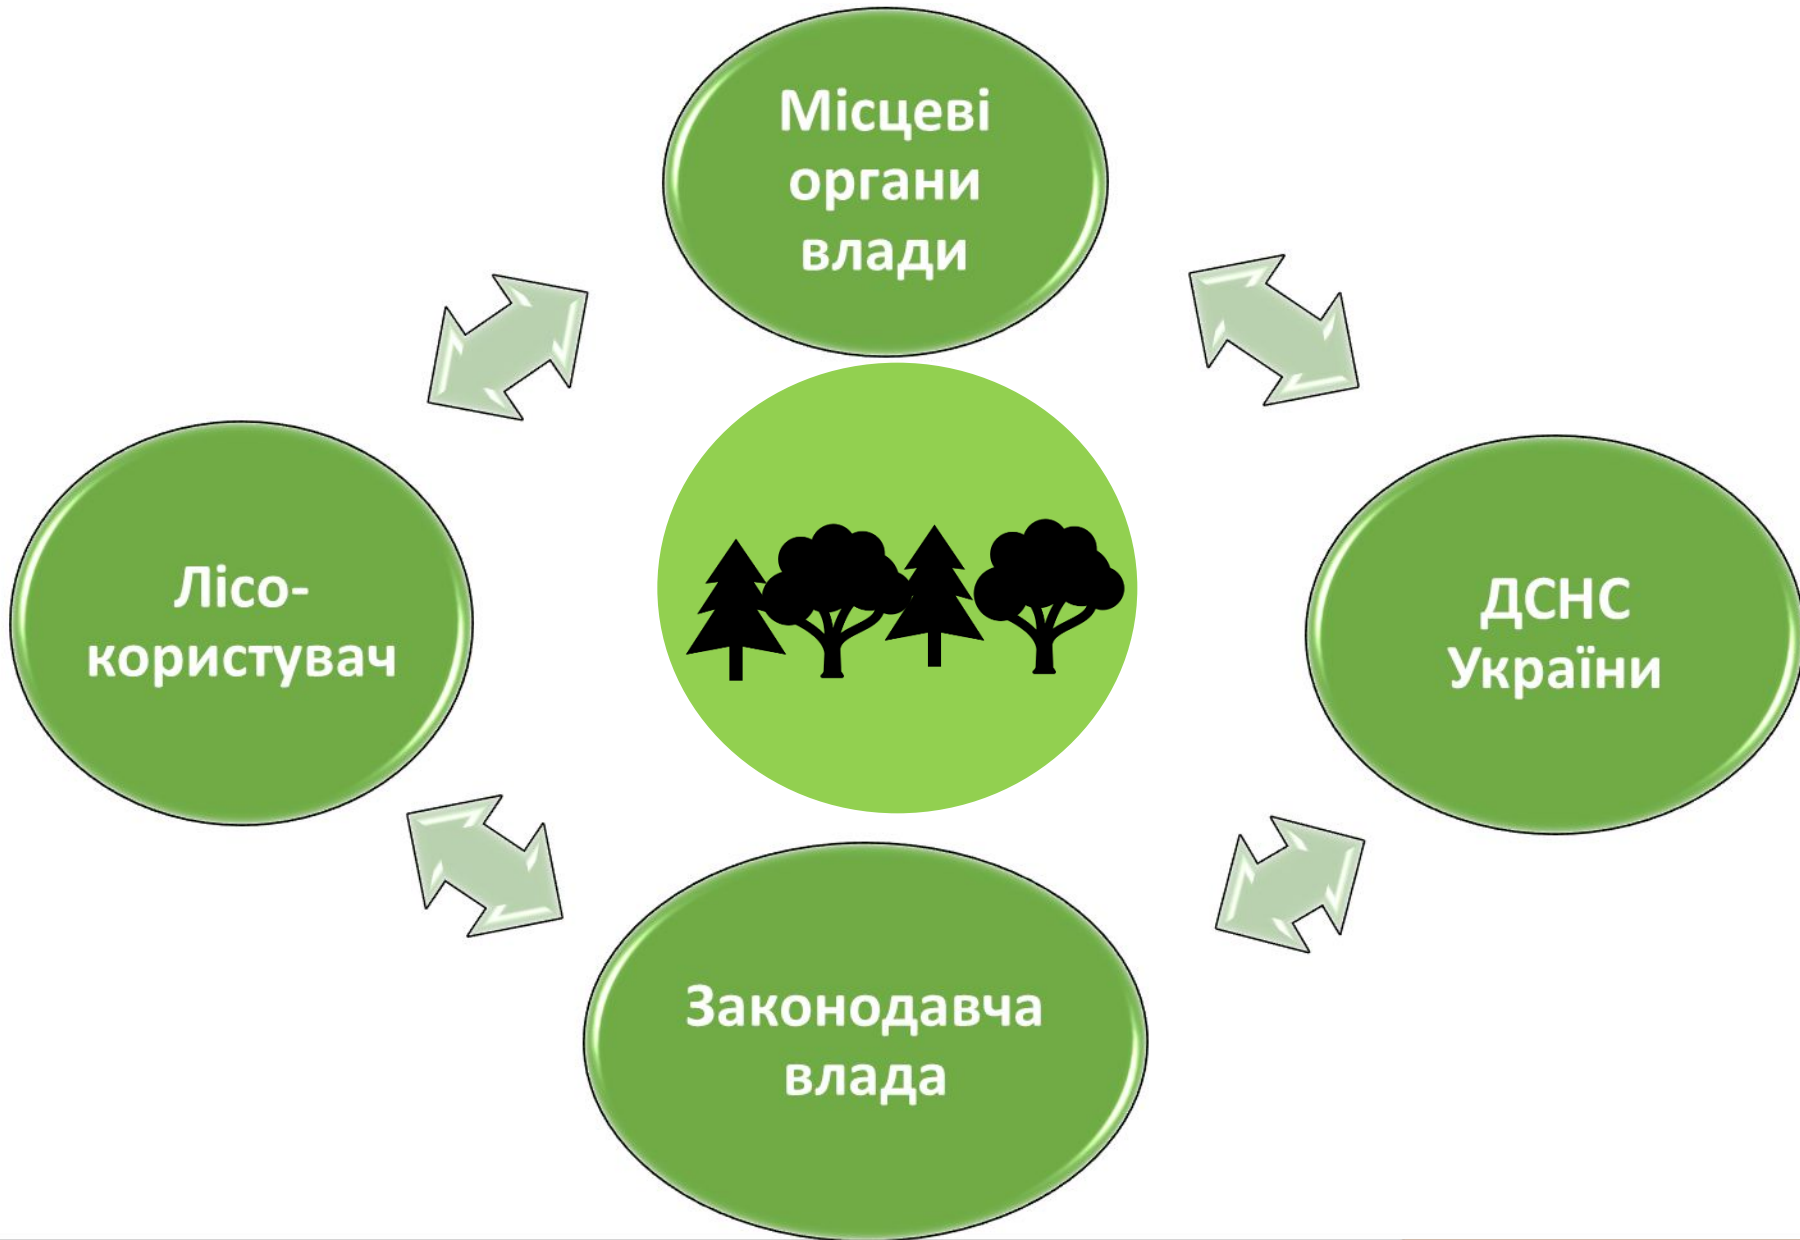 Місцеві
органи
влади
Лісо-
користувач
ДСНС
України
Законодавча
влада